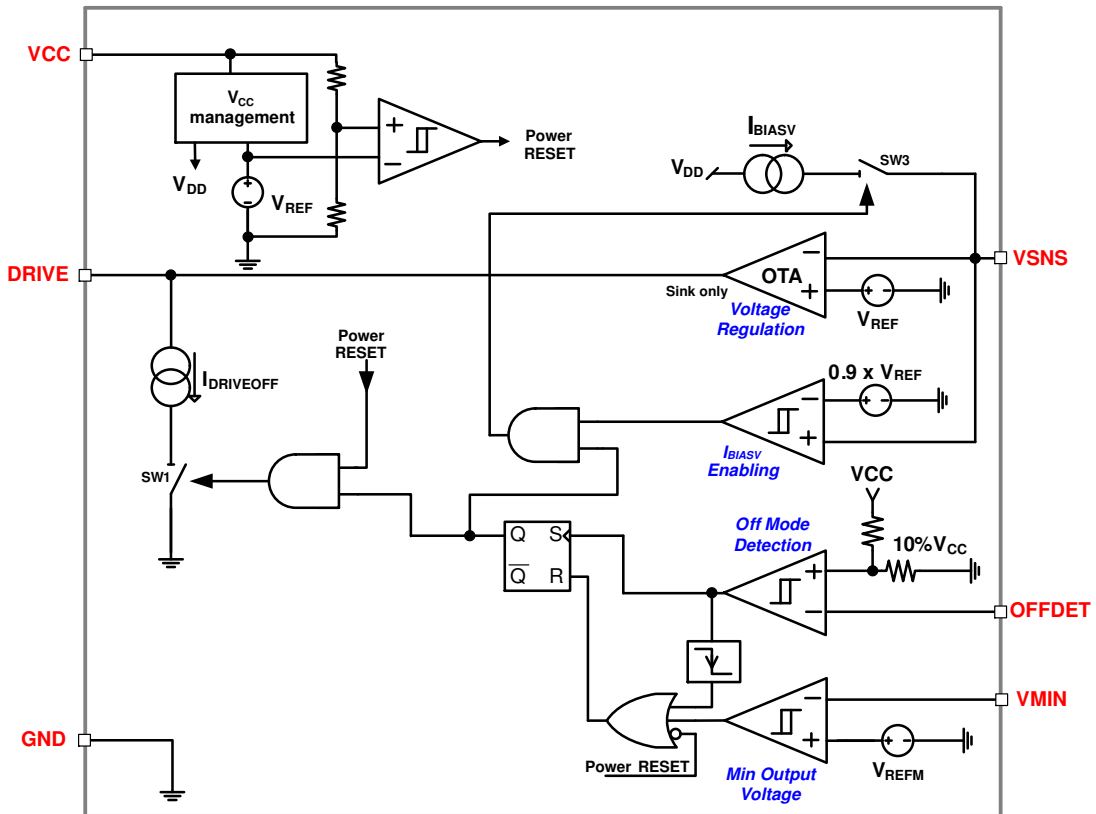 VCC
VCC
management
VDD
VREF
+
−
+
-
Power
RESET
IBIASV
VDD
SW3
DRIVE
VSNS
−
OTA
+
Sink only
Voltage
Regulation
+ -
VREF
Power
RESET
IDRIVEOFF
0.9 x VREF
−
+ -
+
IBIASV
Enabling
SW1
VCC
Off Mode
Detection
10%VCC
Q S
Q R
+
−
OFFDET
VMIN
−
+
+ -
VREFM
GND
Power RESET
Min Output
Voltage